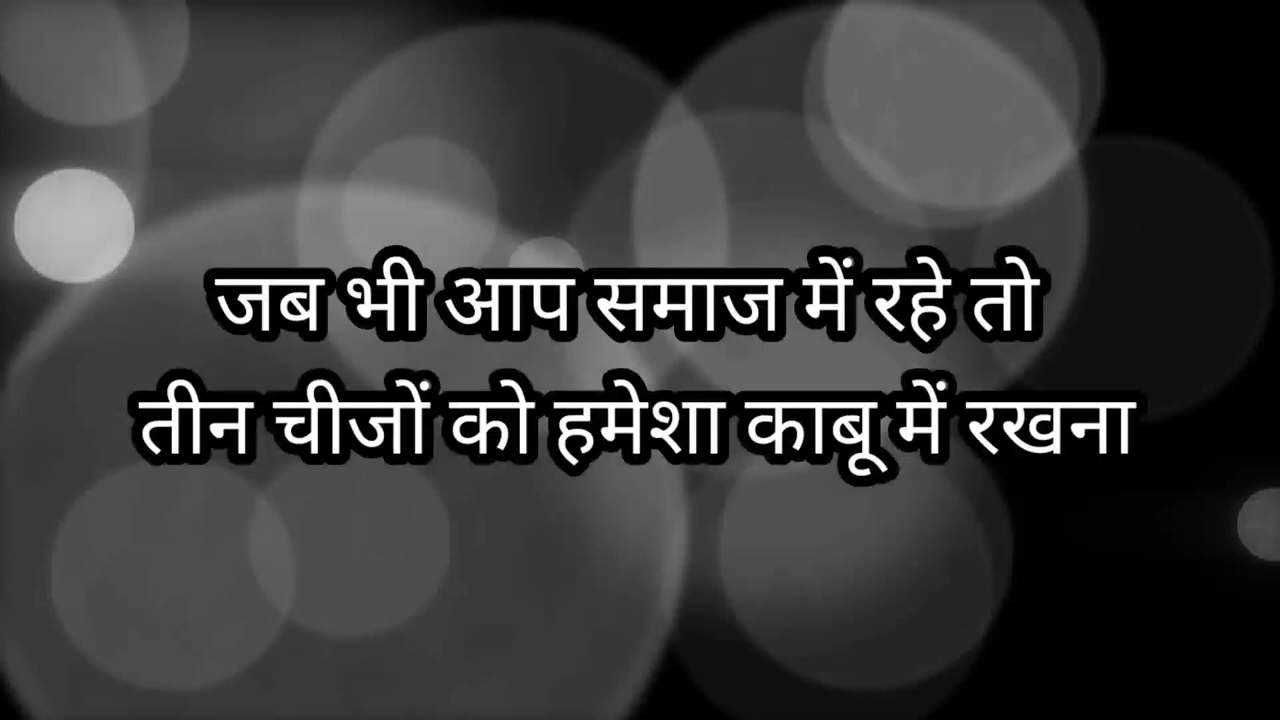 जब भी आप समाज में रहे तो
तीन चीजों को हमेशा काबू में रखना